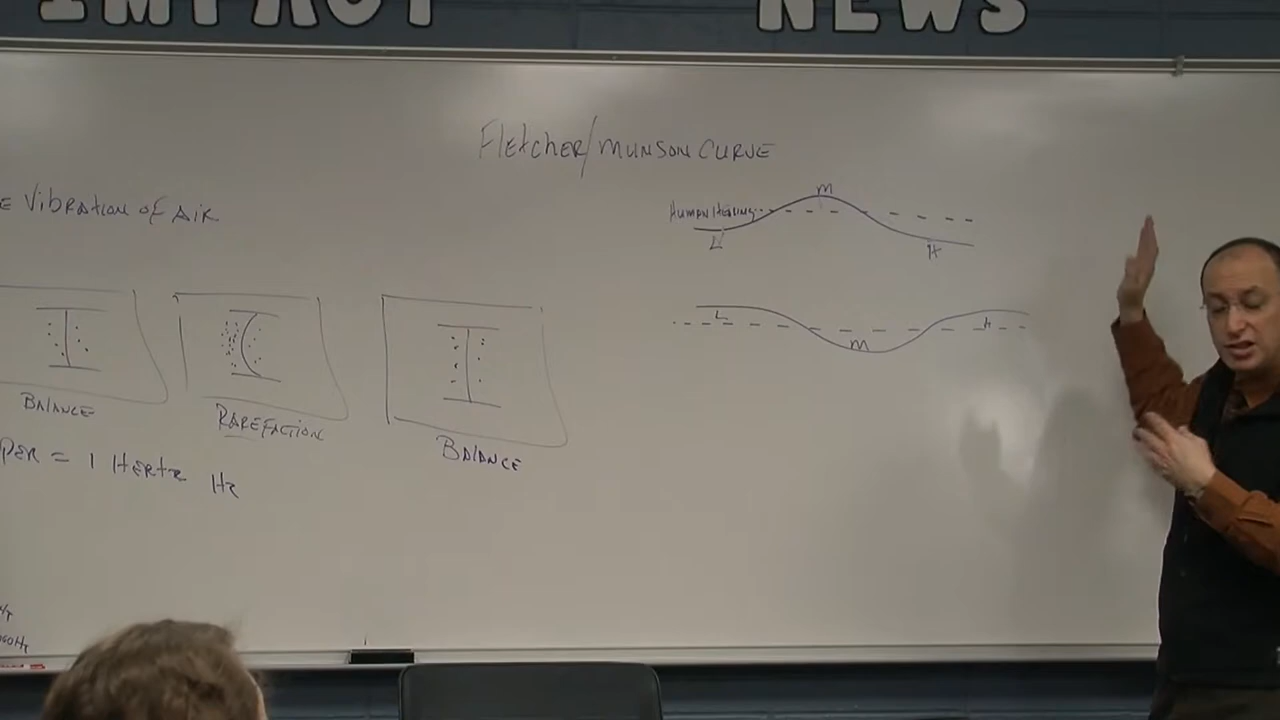 IMPACT NEWS
Fletcher/MUNSON CURVE
E VibRATION of AiR
HUMAN HEARING
M
L
H
L
M
H
BALANCE
RAREFACTION
BALANCE
PER = 1 HERTZ Hz